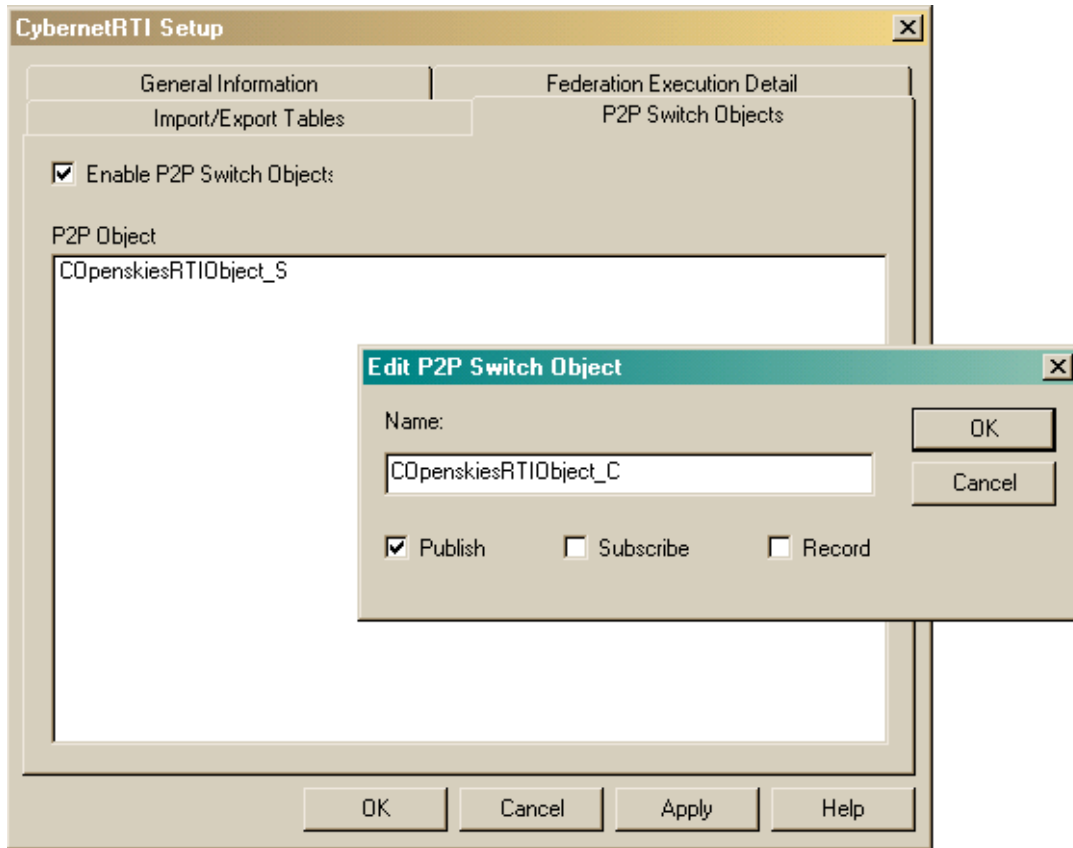 CybernetRTI Setup
General Information
Federation Execution Detail
Import/Export Tables
P2P Switch Objects
Enable P2P Switch Objects
P2P Object
COpenskiesRTIObject_S
Edit P2P Switch Object
Name:
OK
COpenskiesRTIObject_C
Cancel
Publish
Subscribe
Record
OK
Cancel
Apply
Help